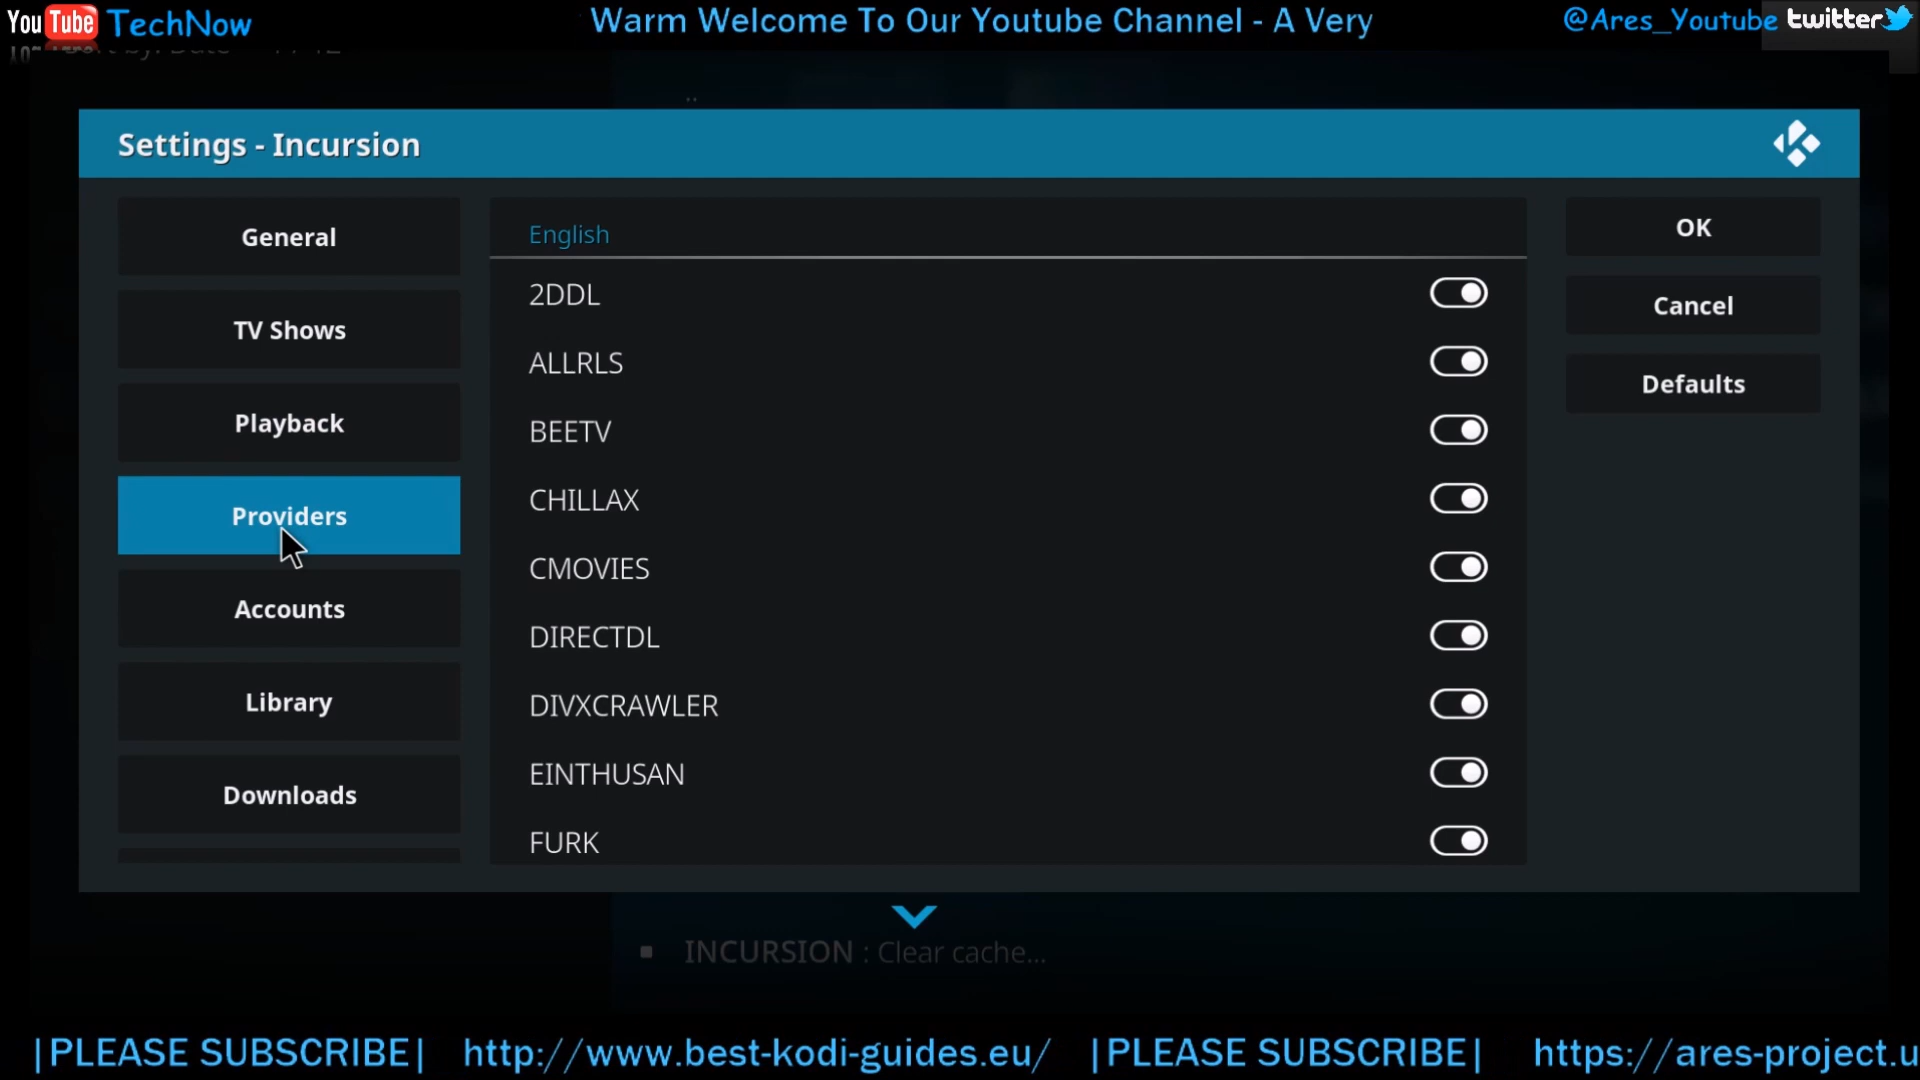 YouTube TechNow
Warm Welcome To Our Youtube Channel - A Very
@Ares_Youtube twitter
Settings - Incursion
General
TV Shows
Playback
Providers
Accounts
Library
Downloads
English
2DDL
ALLRLS
BEETV
CHILLAX
CMOVIES
DIRECTDL
DIVXCRAWLER
EINTHUSAN
FURK
OK
Cancel
Defaults
INCURSION : Clear cache...
|PLEASE SUBSCRIBE| http://www.best-kodi-guides.eu/ |PLEASE SUBSCRIBE| https://ares-project.u